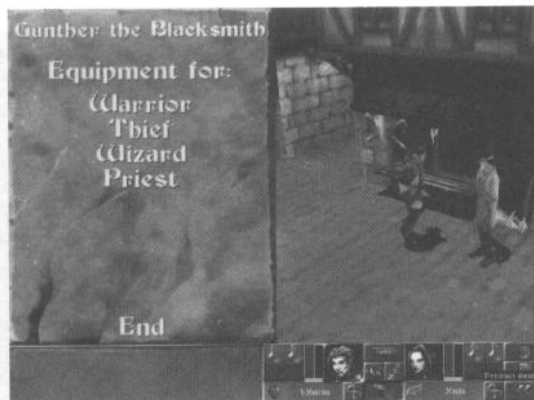 Gunther the Blacksmith
Equipment for:
Warrior
Thief
Wizard
Priest
End